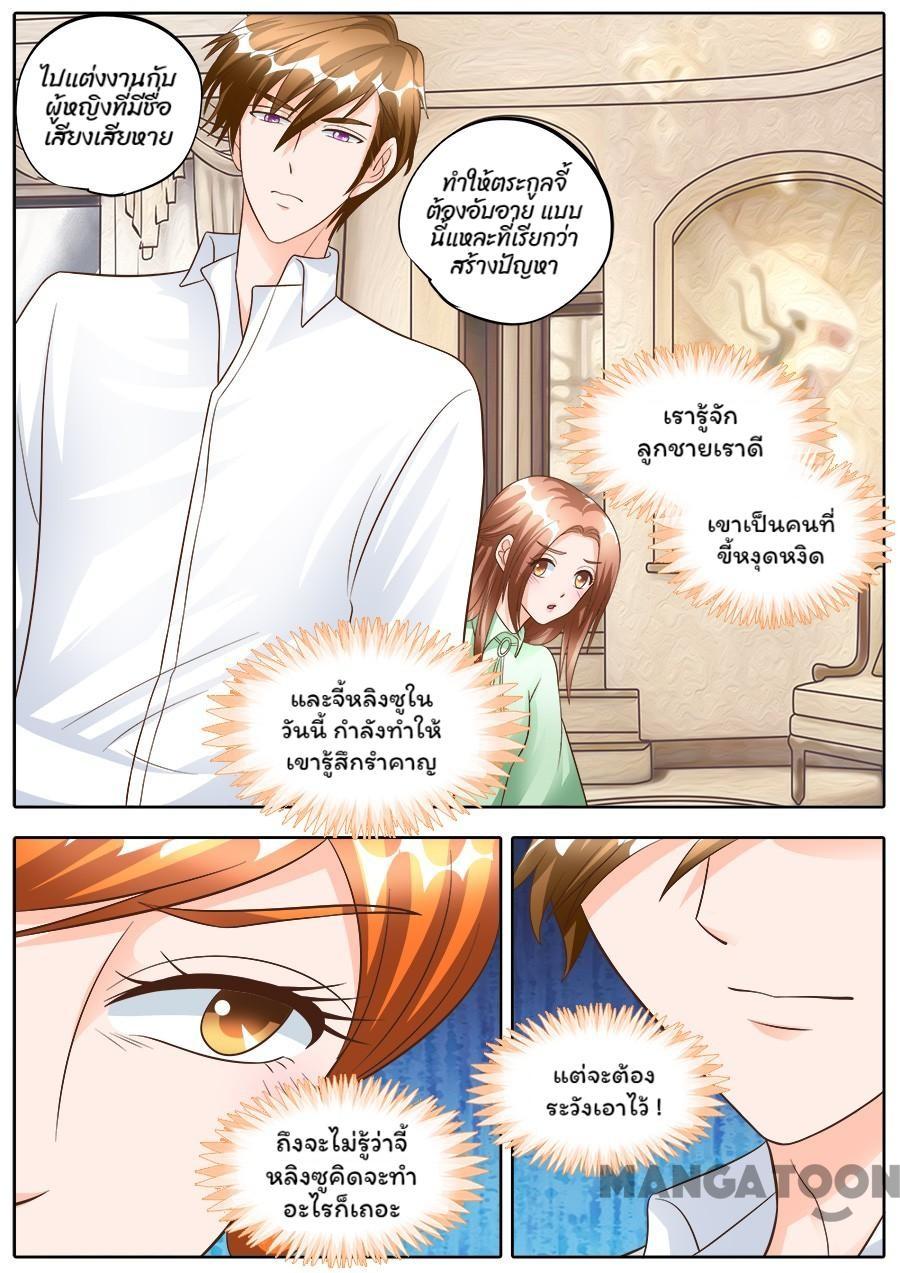 ไปแต่งงานกับ
ผู้หญิงที่มีชื่อ
เสียงเสียหาย
ทำให้ตระกูลจี้
ต้องอับอาย แบบ
นี้แหละที่เรียกว่า
สร้างปัญหา
เรารู้จัก
ลูกชายเราดี
เขาเป็นคนที่
ขี้หงุดหงิด
และจี้หลิงซูใน
วันนี้ กำลังทำให้
เขารู้สึกรำคาญ
ถึงจะไม่รู้ว่าจี้
หลิงซูคิดจะทำ
อะไรก็เถอะ
แต่จะต้อง
ระวังเอาไว้ !
MANGATOON